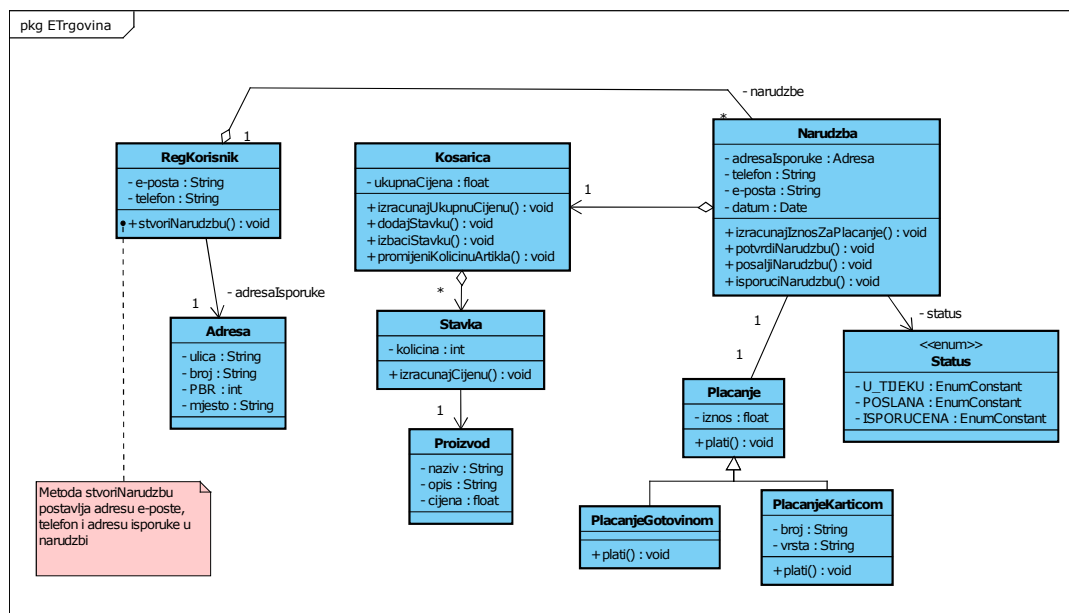 pkg ETrgovina
- narudzbe
*
1
RegKorisnik
- e-posta : String
- telefon : String
+ stvoriNarudzbu() : void
Kosarica
- ukupnaCijena : float
+ izracunajUkupnuCijenu() : void
+ dodajStavku() : void
+ izbaciStavku() : void
+ promijeniKolicinuArtikla() : void
1
Narudzba
- adresaIsporuke : Adresa
- telefon : String
- e-posta : String
- datum : Date
+ izracunajIznosZaPlacanje() : void
+ potvrdiNarudzbu() : void
+ posaljiNarudzbu() : void
+ isporuciNarudzbu() : void
- adresaIsporuke
1
Adresa
- ulica : String
- broj : String
- PBR : int
- mjesto : String
*
Stavka
- kolicina : int
+ izracunajCijenu() : void
1
Proizvod
- naziv : String
- opis : String
- cijena : float
1
1
- status
<<enum>>
Status
- U_TIJEKU : EnumConstant
- POSLANA : EnumConstant
- ISPORUCENA : EnumConstant
Placanje
- iznos : float
+ plati() : void
PlacanjeGotovinom
+ plati() : void
PlacanjeKarticom
- broj : String
- vrsta : String
+ plati() : void
Metoda stvoriNarudzbu
postavlja adresu e-poste,
telefon i adresu isporuke u
narudzbi